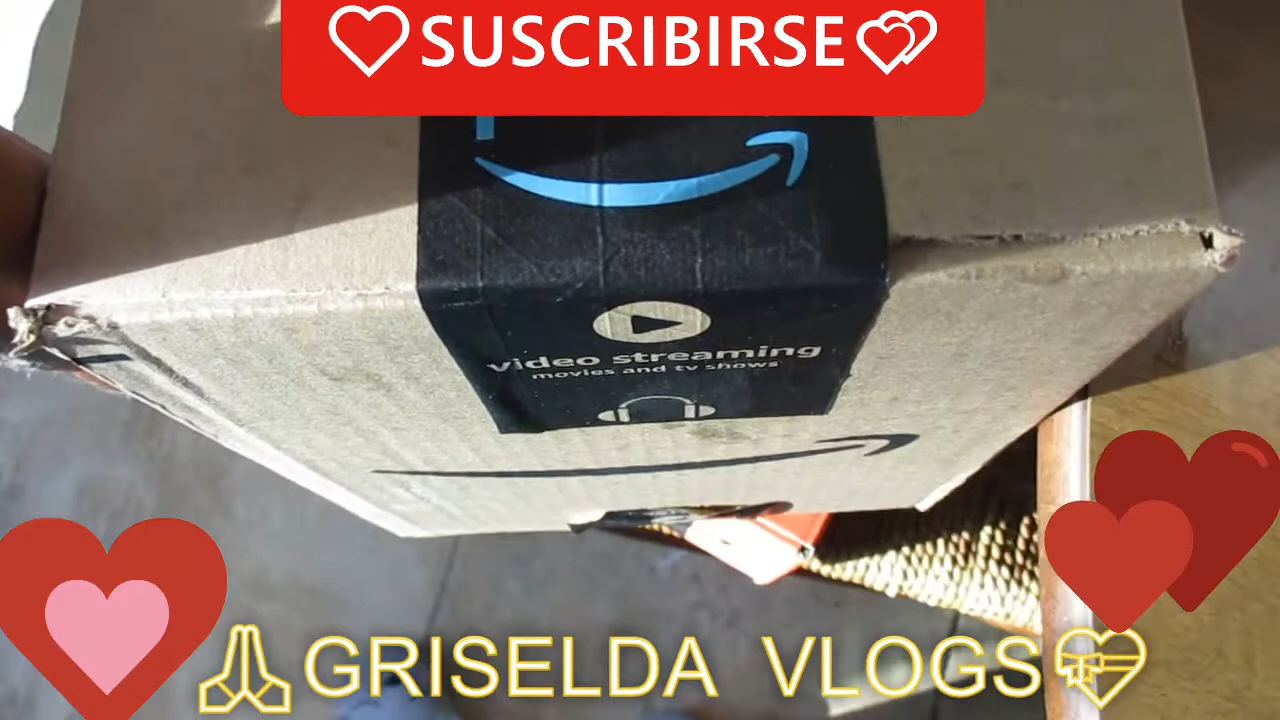 SUSCRIBIRSE
video streaming
movies and tv shows
GRISELDA VLOGS